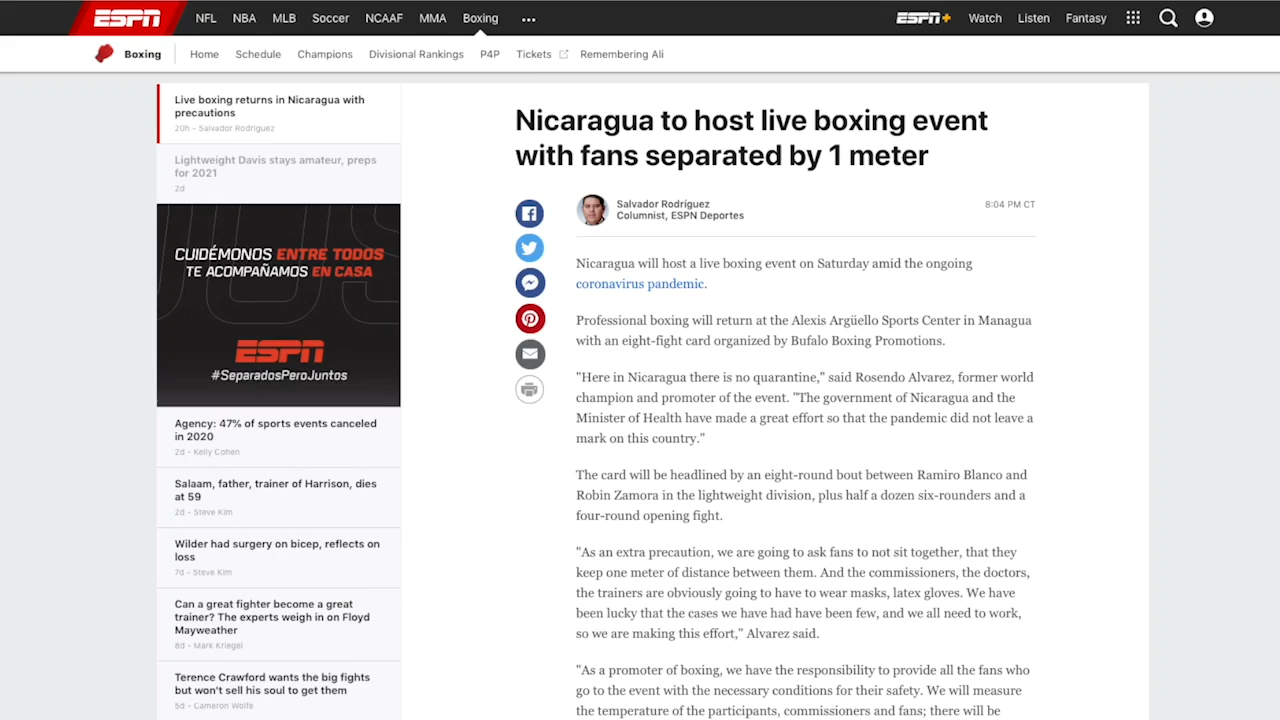 ESPN NFL NBA MLB Soccer NCAAF MMA Boxing ... ESPN+ Watch Listen Fantasy
Boxing Home Schedule Champions Divisional Rankings P4P Tickets Remembering Ali
Live boxing returns in Nicaragua with
precautions
20h - Salvador Rodriguez
Lightweight Davis stays amateur, preps
for 2021
2d
CUIDÉMONOS ENTRE TODOS
TE ACOMPAÑAMOS EN CASA
ESPN
#SeparadosPeroJuntos
Agency: 47% of sports events canceled
in 2020
2d - Kelly Cohen
Salaam, father, trainer of Harrison, dies
at 59
2d - Steve Kim
Wilder had surgery on bicep, reflects on
loss
7d - Steve Kim
Can a great fighter become a great
trainer? The experts weigh in on Floyd
Mayweather
8d - Mark Kriegel
Terence Crawford wants the big fights
but won't sell his soul to get them
5d - Cameron Wolfe
Nicaragua to host live boxing event
with fans separated by 1 meter
Salvador Rodríguez
Columnist, ESPN Deportes
8:04 PM CT
Nicaragua will host a live boxing event on Saturday amid the ongoing
coronavirus pandemic.
Professional boxing will return at the Alexis Argüello Sports Center in Managua
with an eight-fight card organized by Bufalo Boxing Promotions.
"Here in Nicaragua there is no quarantine," said Rosendo Alvarez, former world
champion and promoter of the event. "The government of Nicaragua and the
Minister of Health have made a great effort so that the pandemic did not leave a
mark on this country."
The card will be headlined by an eight-round bout between Ramiro Blanco and
Robin Zamora in the lightweight division, plus half a dozen six-rounders and a
four-round opening fight.
"As an extra precaution, we are going to ask fans to not sit together, that they
keep one meter of distance between them. And the commissioners, the doctors,
the trainers are obviously going to have to wear masks, latex gloves. We have
been lucky that the cases we have had have been few, and we all need to work,
so we are making this effort," Alvarez said.
"As a promoter of boxing, we have the responsibility to provide all the fans who
go to the event with the necessary conditions for their safety. We will measure
the temperature of the participants, commissioners and fans; there will be